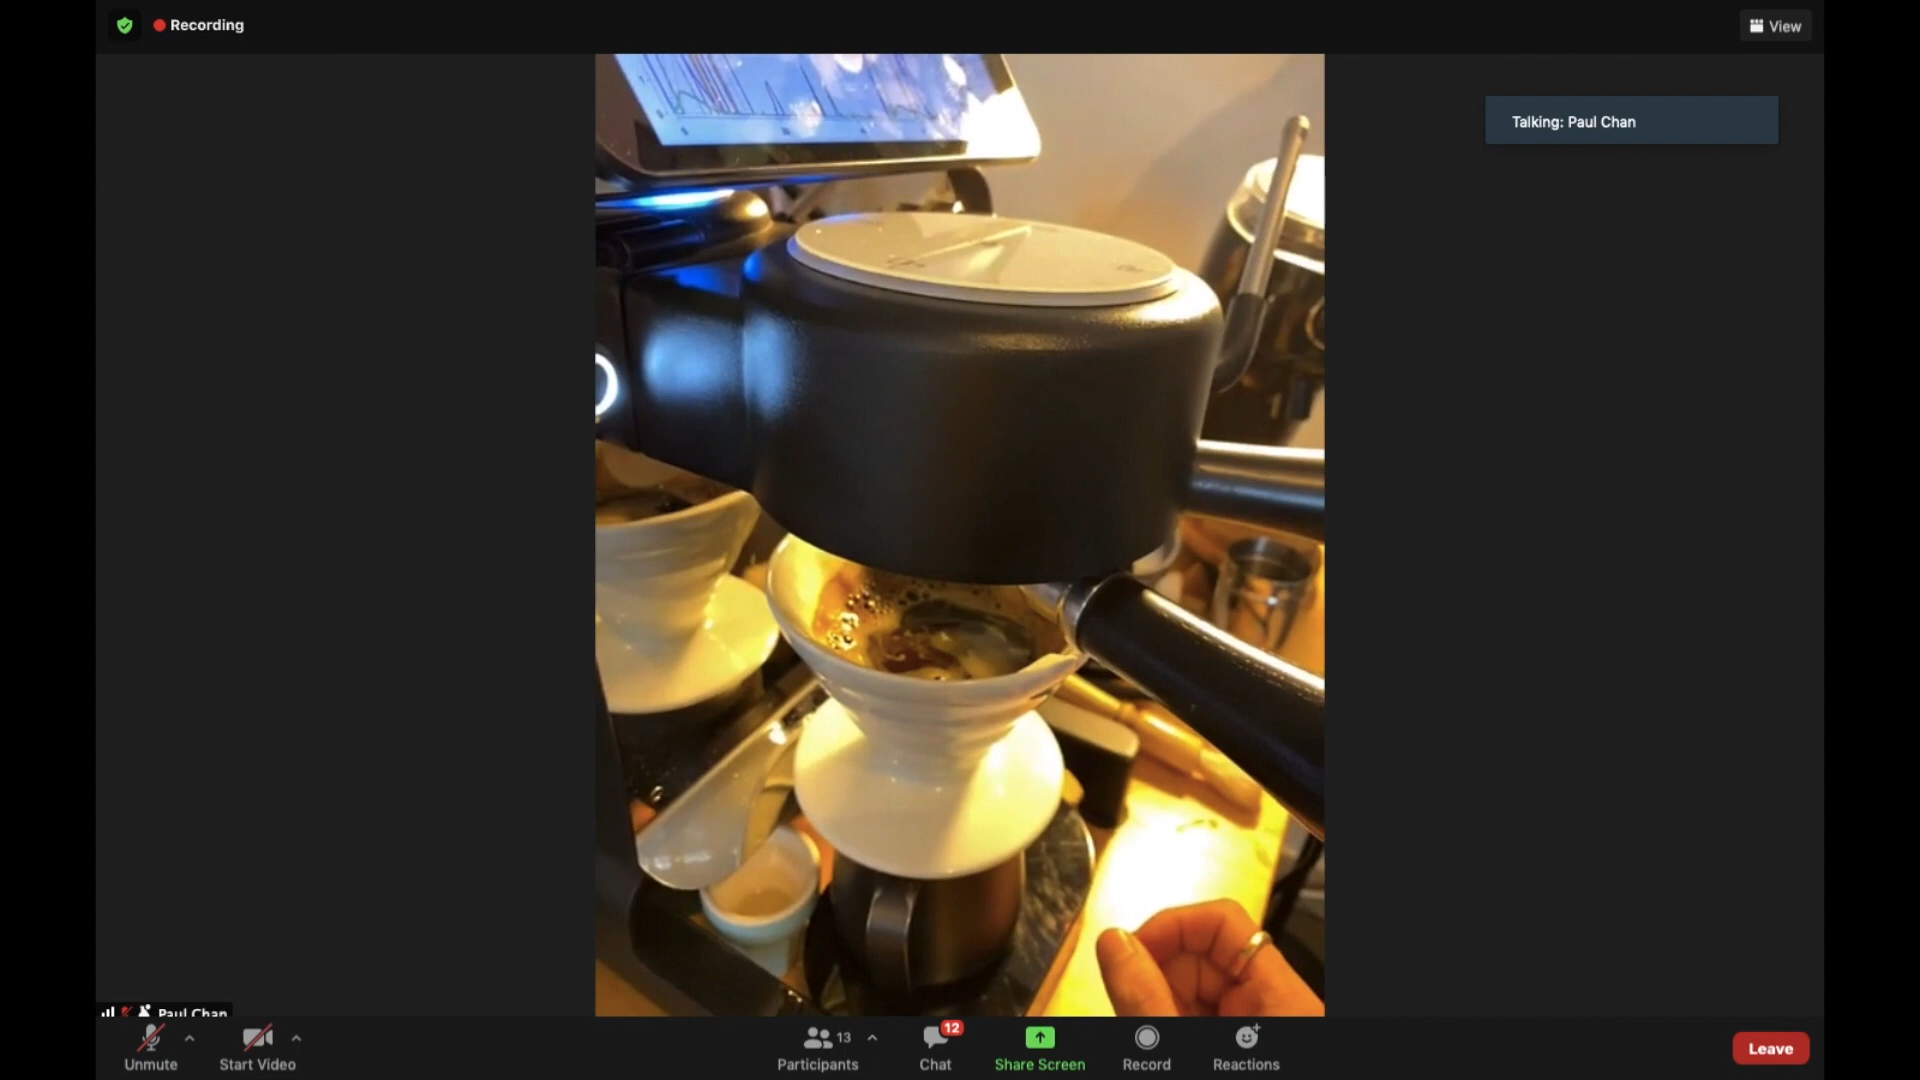 Recording
View
Talking: Paul Chan
Paul Chan
Unmute
Start Video
13
Participants
12
Chat
Share Screen
Record
Reactions
Leave